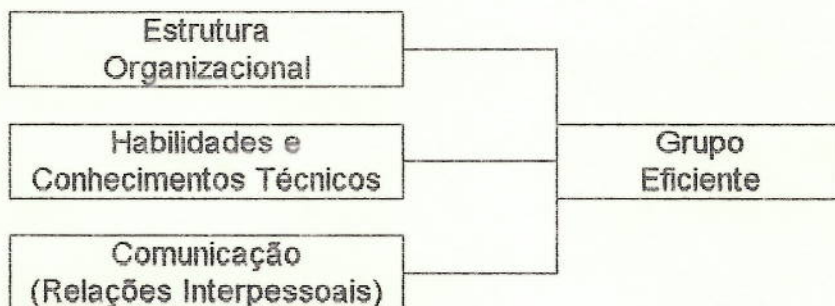 Estrutura
Organizacional
Habilidades e
Conhecimentos Técnicos
Grupo
Eficiente
Comunicação
(Relações Interpessoais)